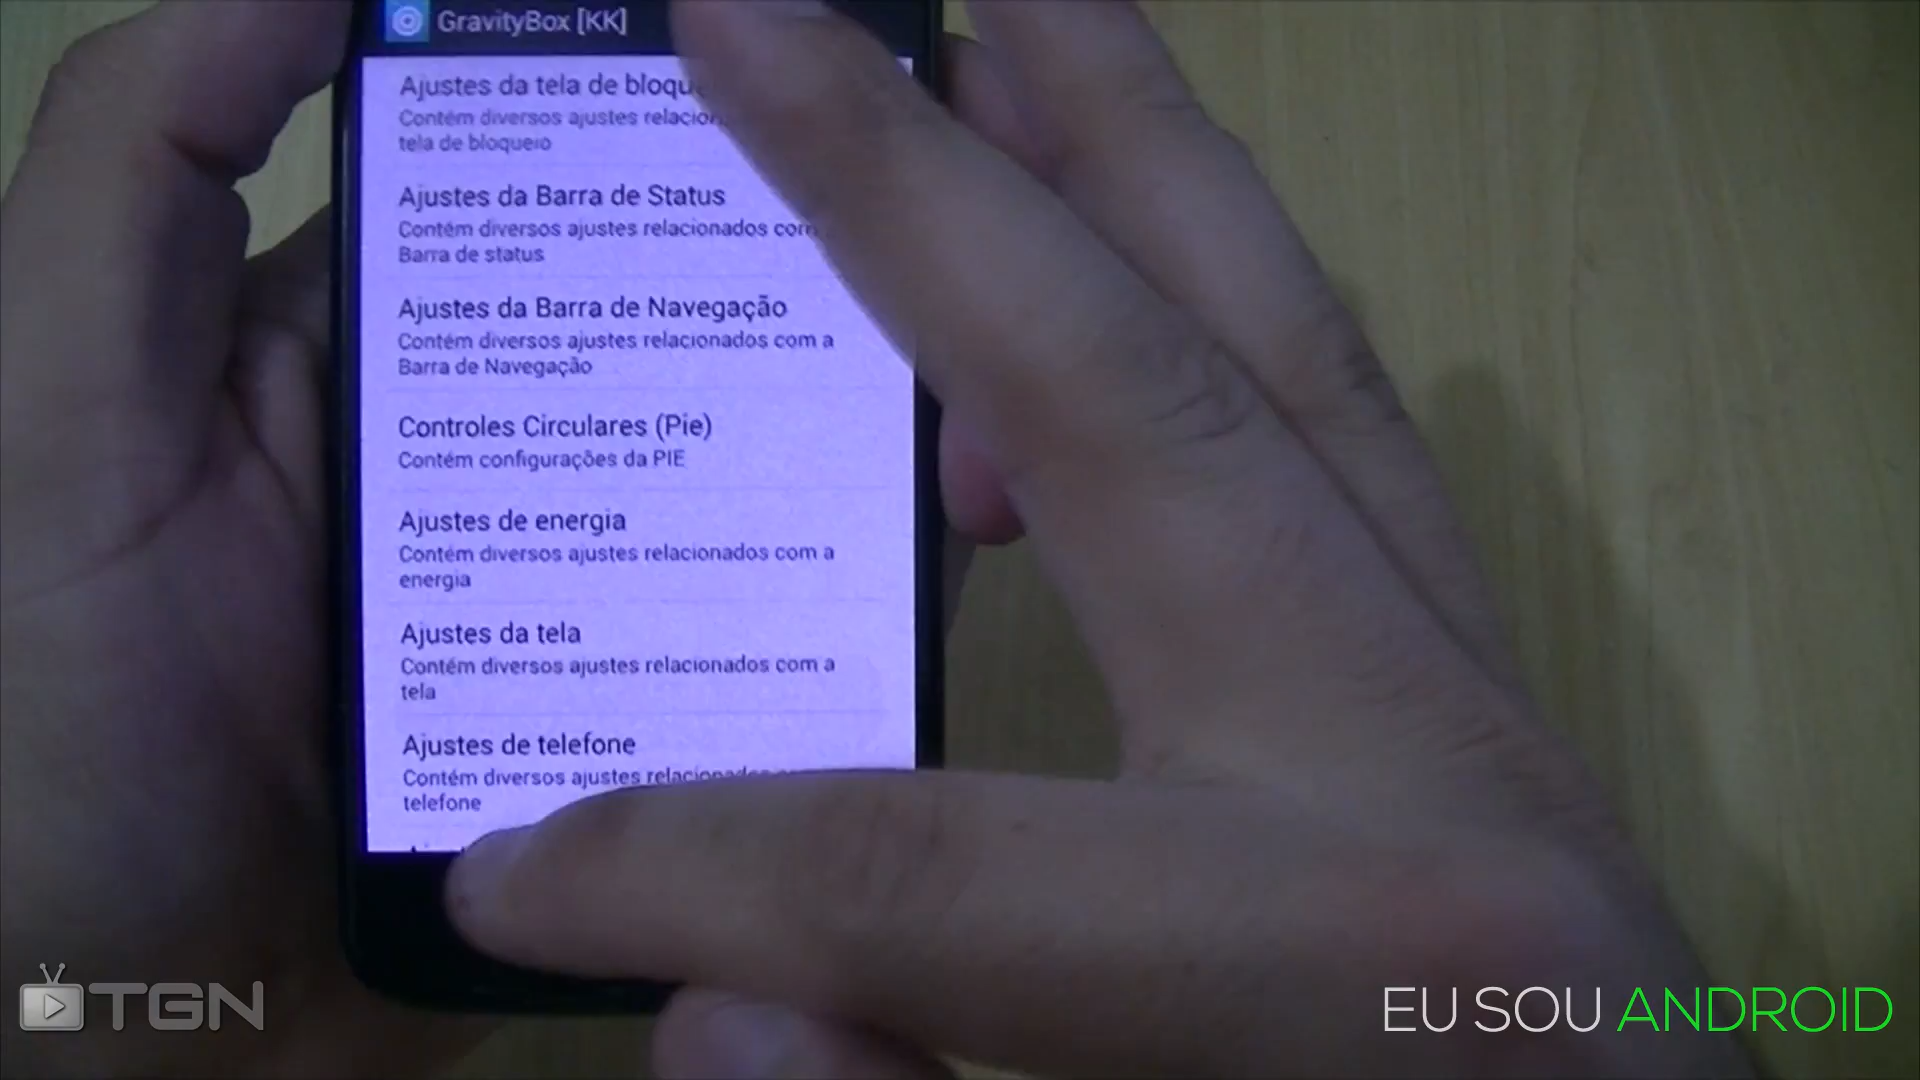 GravityBox [KK]
Ajustes da tela de
Contém diversos ajustes
tela de bloqueio
Ajustes da Barra de Status
Contém diversos ajustes relacionados com
Barra de status
Ajustes da Barra de Navegação
Contém diversos ajustes relacionados com a
Barra de Navegação
Controles Circulares (Pie)
Contém configurações da PIE
Ajustes de energia
Contém diversos ajustes relacionados com a
energia
Ajustes da tela
Contém diversos ajustes relacionados com a
tela
Ajustes de telefone
Contém diversos ajustes relacionados
telefone
TGN
EU SOU ANDROID